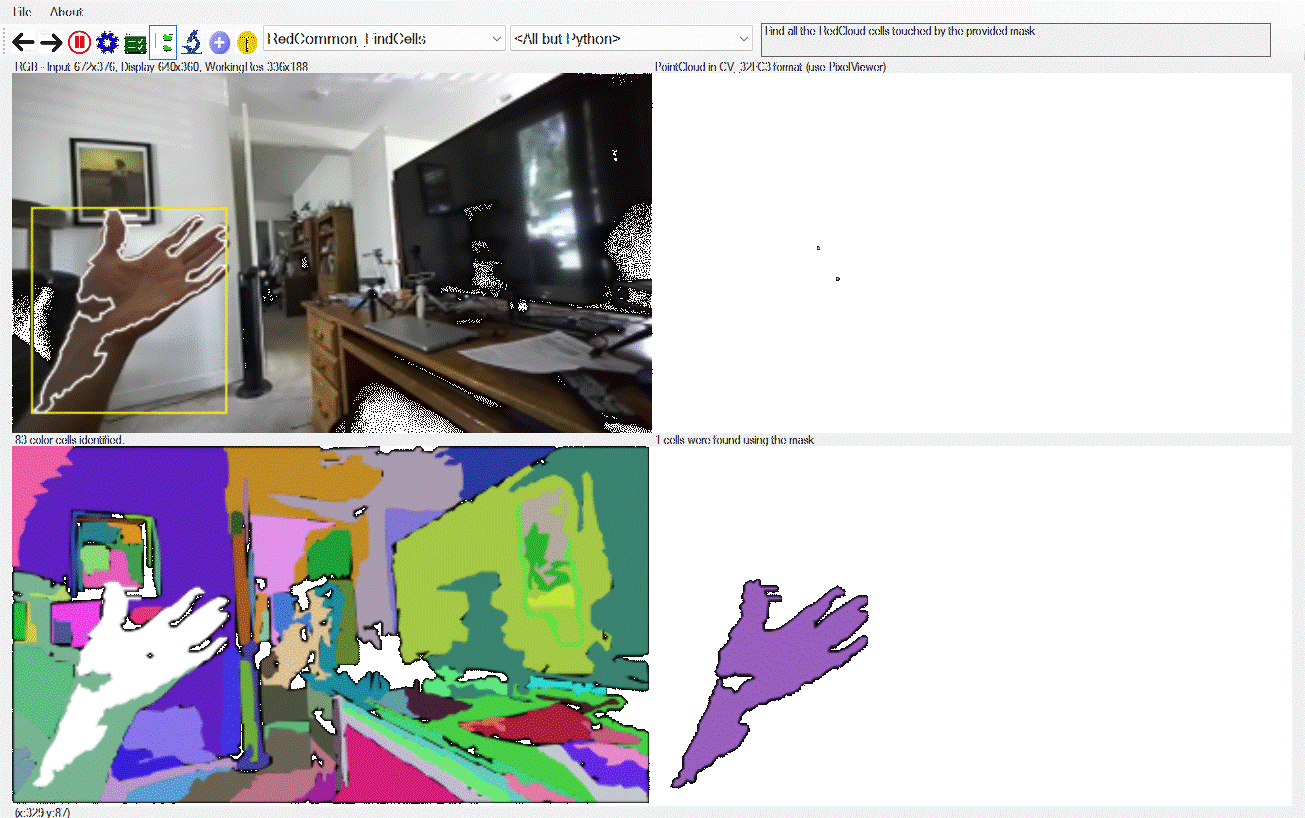 File About
RedCommon_FindCells
<All but Python>
Find all the RedCloud cells touched by the provided mask
RGB - Input 672x376, Display 640x360, WorkingRes 336x188
PointCloud in CV_32FC3 format (use PixelViewer)
83 color cells identified.
1 cells were found using the mask
(x:329 y:87)